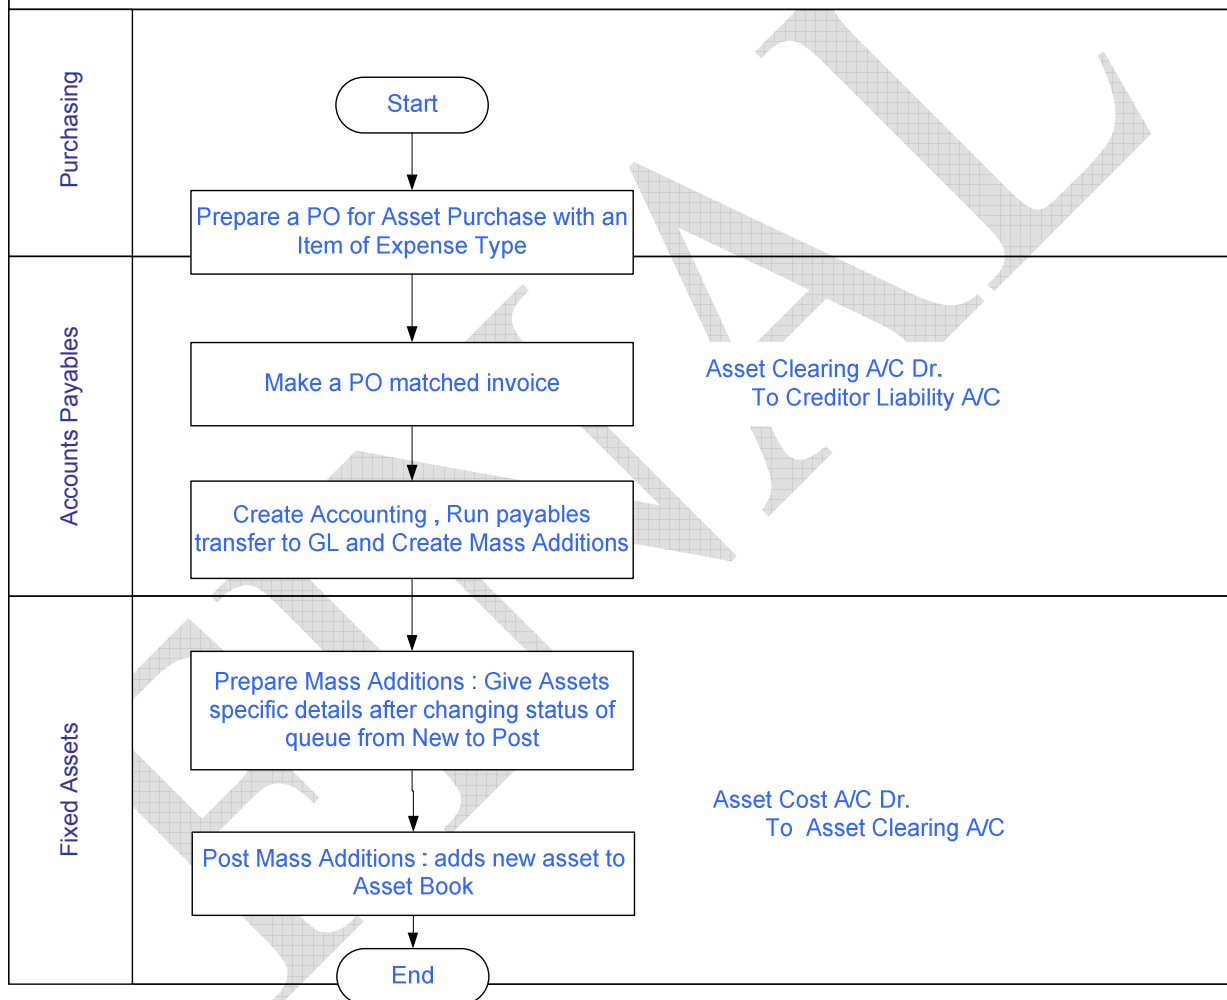 Purchasing
Start
Prepare a PO for Asset Purchase with an
Item of Expense Type
Accounts Payables
Make a PO matched invoice
Asset Clearing A/C Dr.
To Creditor Liability A/C
Create Accounting , Run payables
transfer to GL and Create Mass Additions
Fixed Assets
Prepare Mass Additions : Give Assets
specific details after changing status of
queue from New to Post
Asset Cost A/C Dr.
To Asset Clearing A/C
Post Mass Additions : adds new asset to
Asset Book
End
FINAL